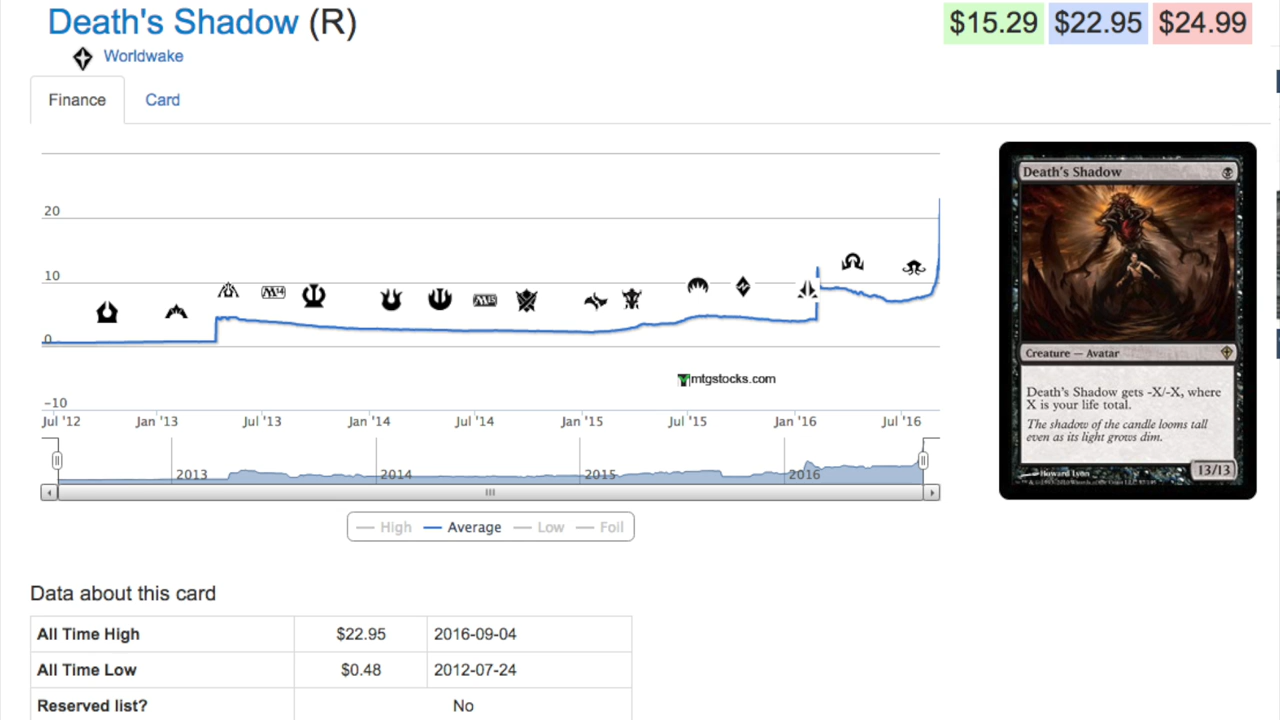 Death's Shadow (R)
$15.29 $22.95 $24.99
Worldwake
Finance Card
20
10
0
-10
M14
M15
mtgstocks.com
Jul '12 Jan '13 Jul '13 Jan '14 Jul '14 Jan '15 Jul '15 Jan '16 Jul '16
2013 2014 2015 2016
High Average Low Foil
Death's Shadow
Creature — Avatar
Death's Shadow gets -X/-X, where
X is your life total.
The shadow of the candle looms tall
even as its light grows dim.
Howard Lyon
13/13
Data about this card
All Time High $22.95 2016-09-04
All Time Low $0.48 2012-07-24
Reserved list? No